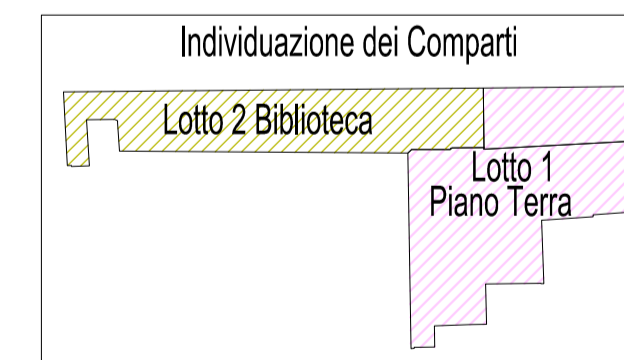 Individuazione dei Comparti
Lotto 2 Biblioteca
Lotto 1
Piano Terra